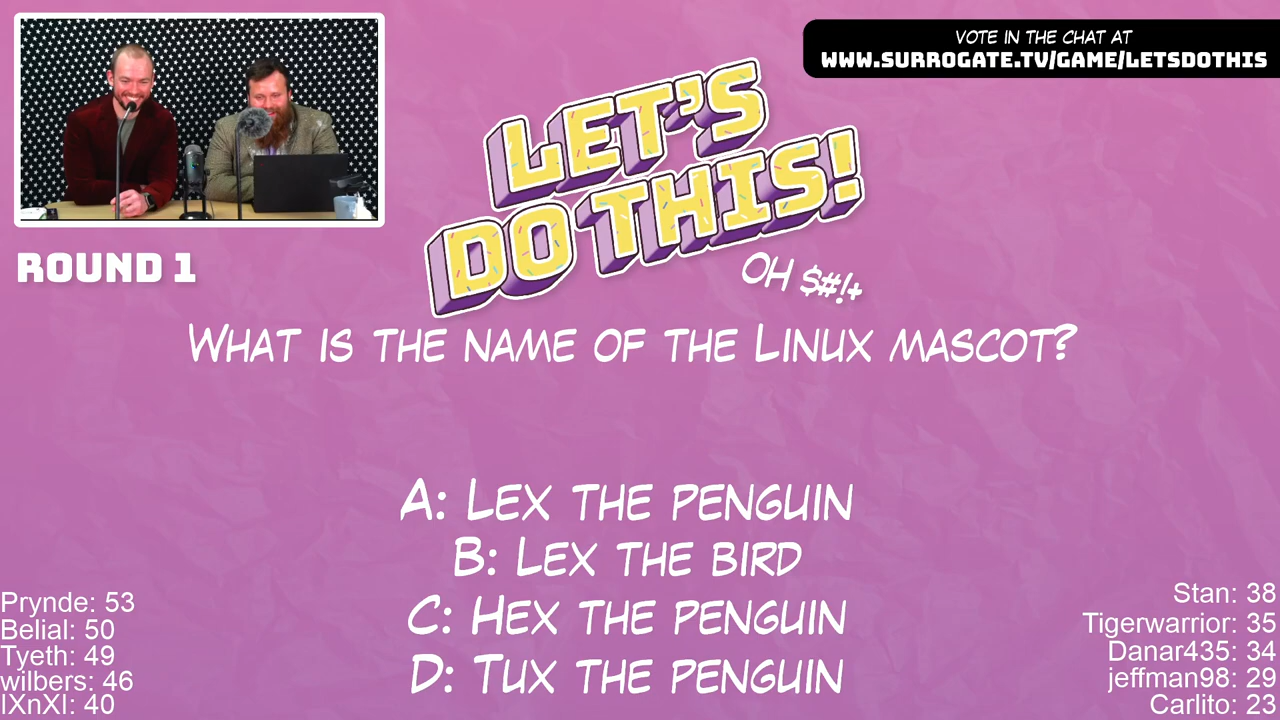 VOTE IN THE CHAT AT
WWW.SURROGATE.TV/GAME/LETSDOTHIS
LET'S
DO THIS!
OH $#!+
ROUND 1
WHAT IS THE NAME OF THE LINUX MASCOT?
A: LEX THE PENGUIN
B: LEX THE BIRD
C: HEX THE PENGUIN
D: TUX THE PENGUIN
Prynde: 53
Belial: 50
Tyeth: 49
wilbers: 46
IXnXI: 40
Stan: 38
Tigerwarrior: 35
Danar435: 34
jeffman98: 29
Carlito: 23